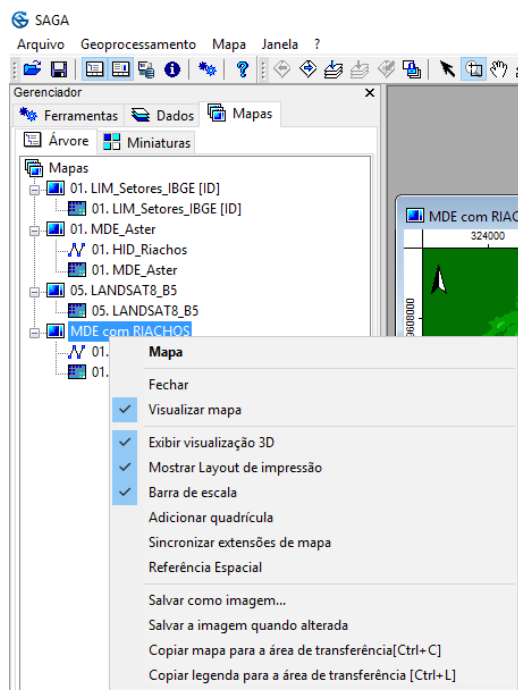 SAGA
Arquivo Geoprocessamento Mapa Janela ?
Gerenciador
Ferramentas Dados Mapas
Árvore Miniaturas
Mapas
01. LIM_Setores_IBGE [ID]
01. LIM_Setores_IBGE [ID]
01. MDE_Aster
01. HID_Riachos
01. MDE_Aster
05. LANDSAT8_B5
05. LANDSAT8_B5
MDE com RIACHOS
01.
01.
MDE com RIAC
324000
9608000
Mapa
Fechar
Visualizar mapa
Exibir visualização 3D
Mostrar Layout de impressão
Barra de escala
Adicionar quadrícula
Sincronizar extensões de mapa
Referência Espacial
Salvar como imagem...
Salvar a imagem quando alterada
Copiar mapa para a área de transferência[Ctrl+C]
Copiar legenda para a área de transferência [Ctrl+L]